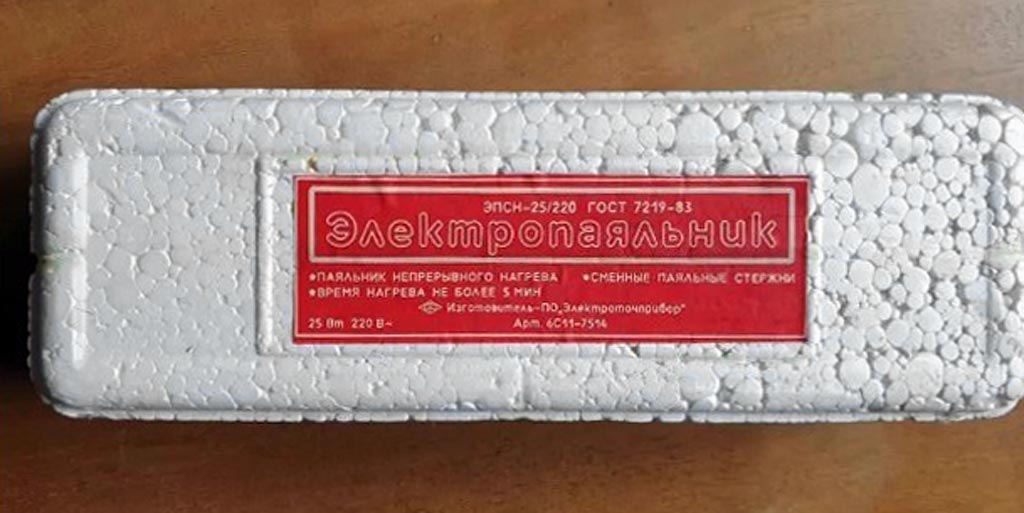 ЭПСН-25/220 ГОСТ 7219-83
Электропаяльник
•ПАЯЛЬНИК НЕПРЕРЫВНОГО НАГРЕВА •СМЕННЫЕ ПАЯЛЬНЫЕ СТЕРЖНИ
•ВРЕМЯ НАГРЕВА НЕ БОЛЕЕ 5 МИН
Изготовитель-ПО„Электроточприбор"
25 Вт 220 В~ Арт. 6С11-7514